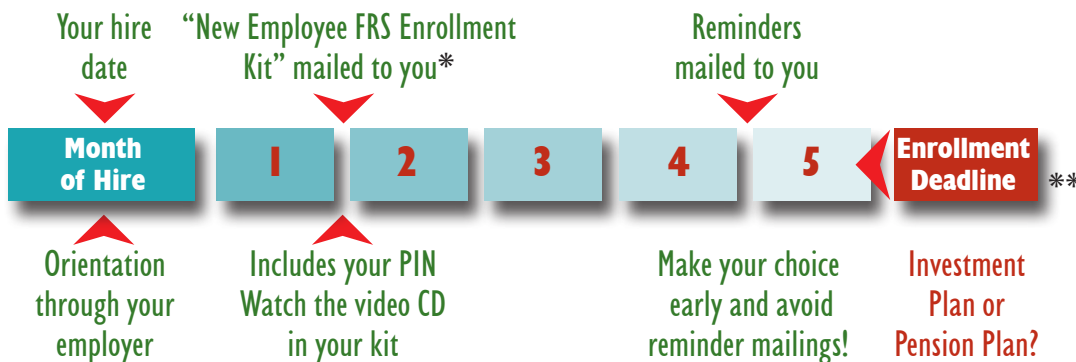 Your hire
date
“New Employee FRS Enrollment
Kit” mailed to you*
Reminders
mailed to you
Month
of Hire
1
2
3
4
5
Enrollment
Deadline
**
Orientation
through your
employer
Includes your PIN
Watch the video CD
in your kit
Make your choice
early and avoid
reminder mailings!
Investment
Plan or
Pension Plan?